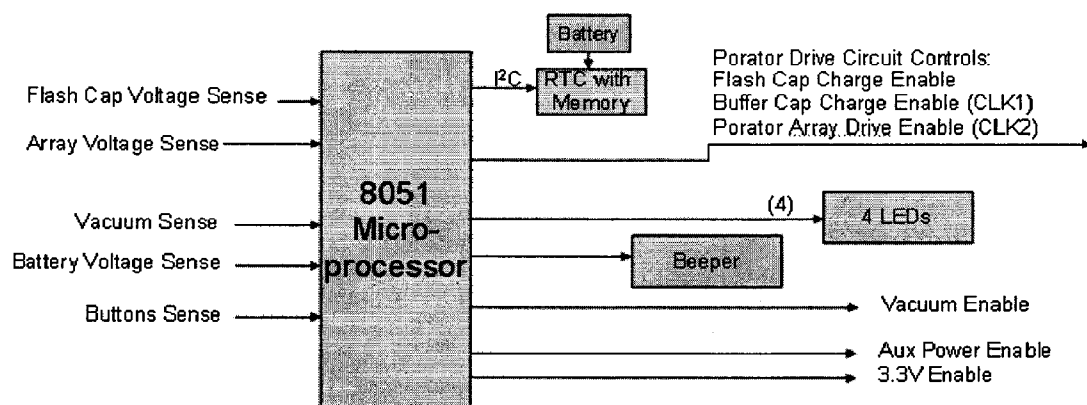 Battery
I²C
RTC with
Memory
Porator Drive Circuit Controls:
Flash Cap Charge Enable
Buffer Cap Charge Enable (CLK1)
Porator Array Drive Enable (CLK2)
Flash Cap Voltage Sense
Array Voltage Sense
Vacuum Sense
Battery Voltage Sense
Buttons Sense
8051
Micro-
processor
(4)
4 LEDs
Beeper
Vacuum Enable
Aux Power Enable
3.3V Enable